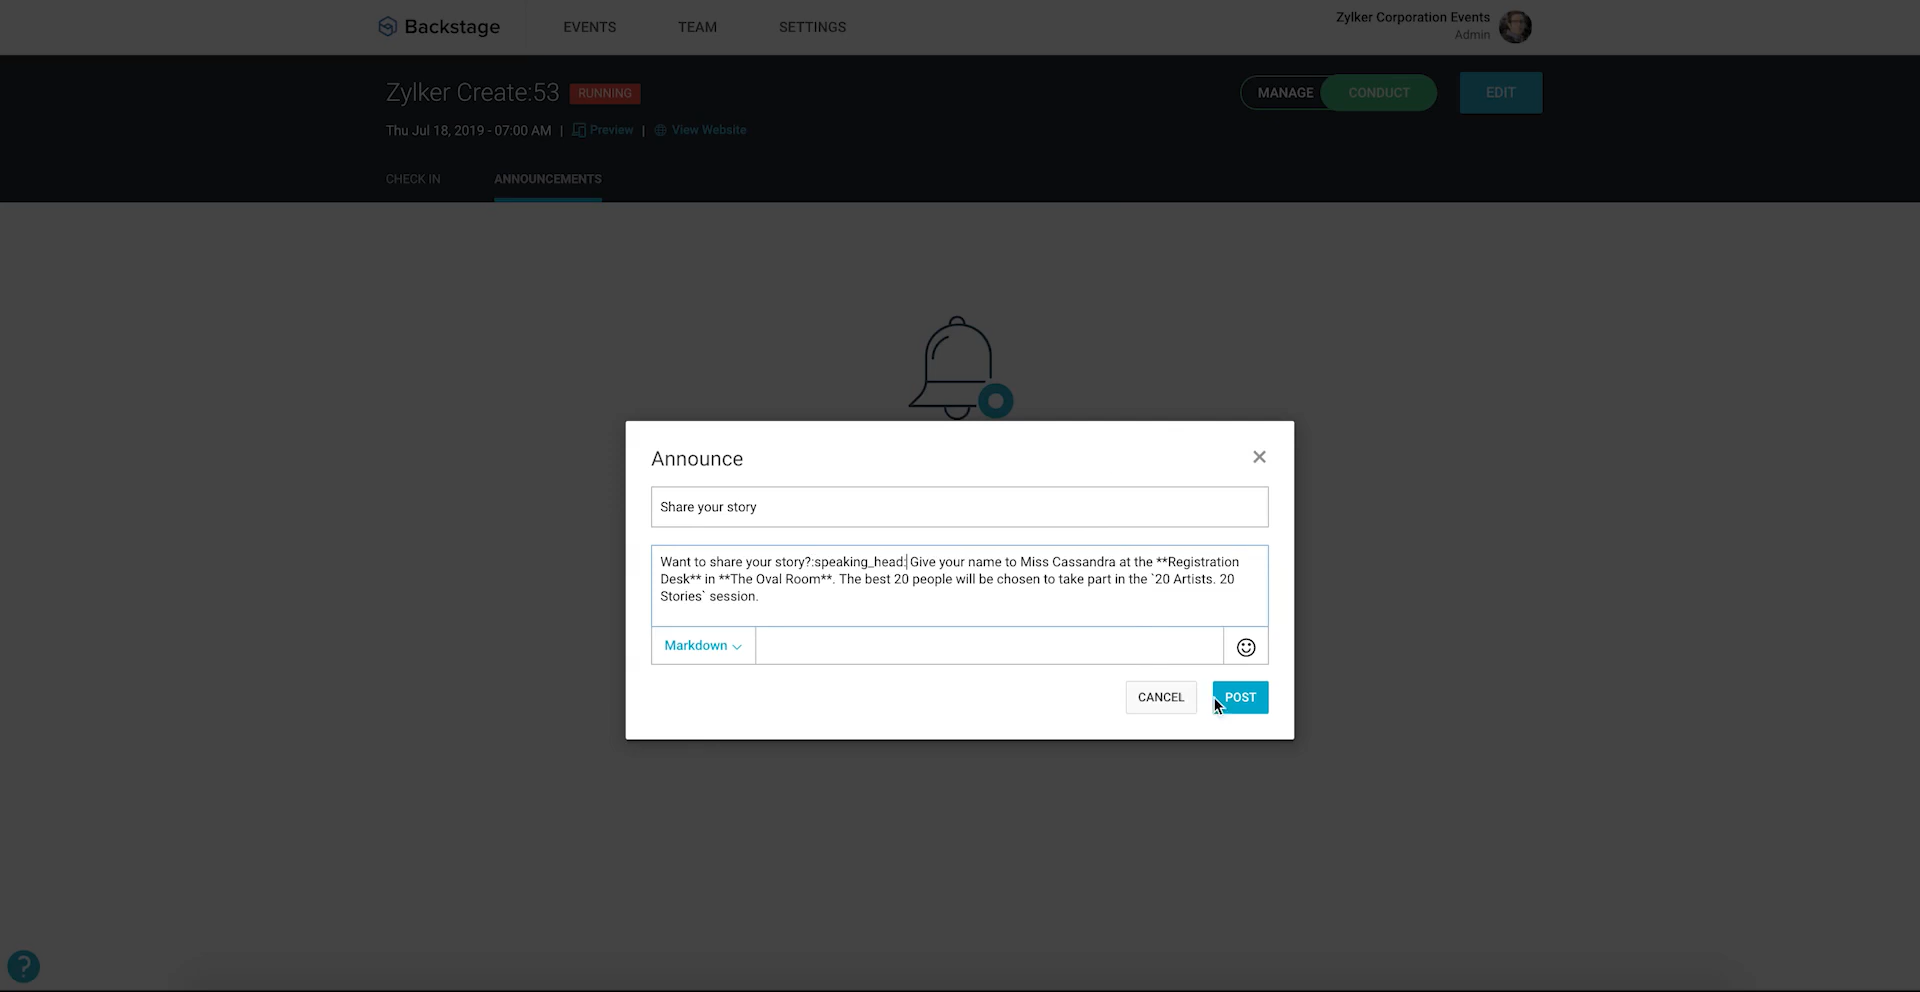 Backstage
EVENTS
TEAM
SETTINGS
Zylker Corporation Events
Admin
Zylker Create:53
RUNNING
MANAGE
CONDUCT
EDIT
Thu Jul 18, 2019 - 07:00 AM | Preview | View Website
CHECK IN
ANNOUNCEMENTS
Announce
Share your story
Want to share your story?:speaking_head: Give your name to Miss Cassandra at the **Registration
Desk** in **The Oval Room**. The best 20 people will be chosen to take part in the `20 Artists. 20
Stories` session.
Markdown
CANCEL
POST
?